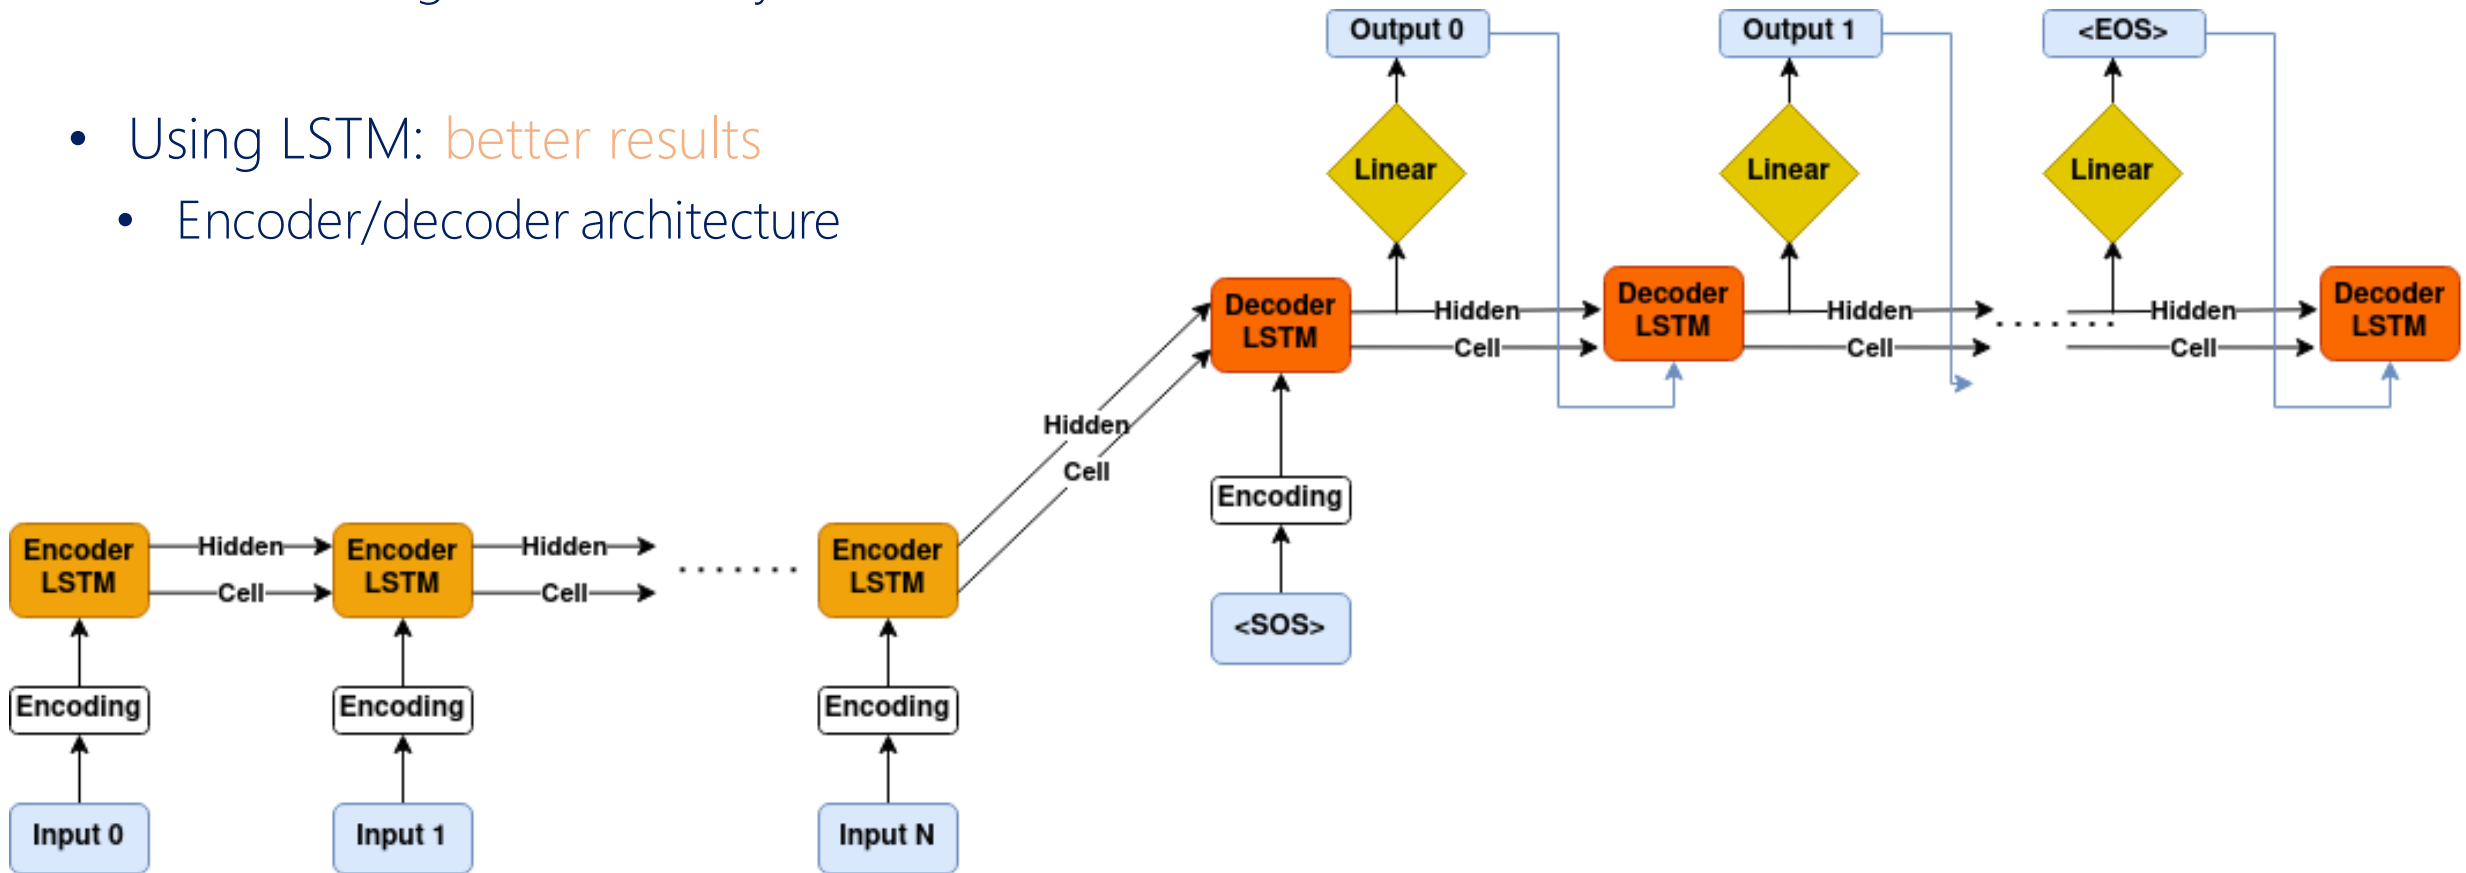 • Using LSTM: better results
• Encoder/decoder architecture
Output 0
Output 1
<EOS>
Linear
Linear
Linear
Decoder
LSTM
Hidden
Cell
Decoder
LSTM
Hidden
Cell
.......
Hidden
Cell
Decoder
LSTM
Hidden
Cell
Encoding
<SOS>
Encoder
LSTM
Hidden
Cell
Encoder
LSTM
Hidden
Cell
.......
Encoder
LSTM
Encoding
Encoding
Encoding
Input 0
Input 1
Input N